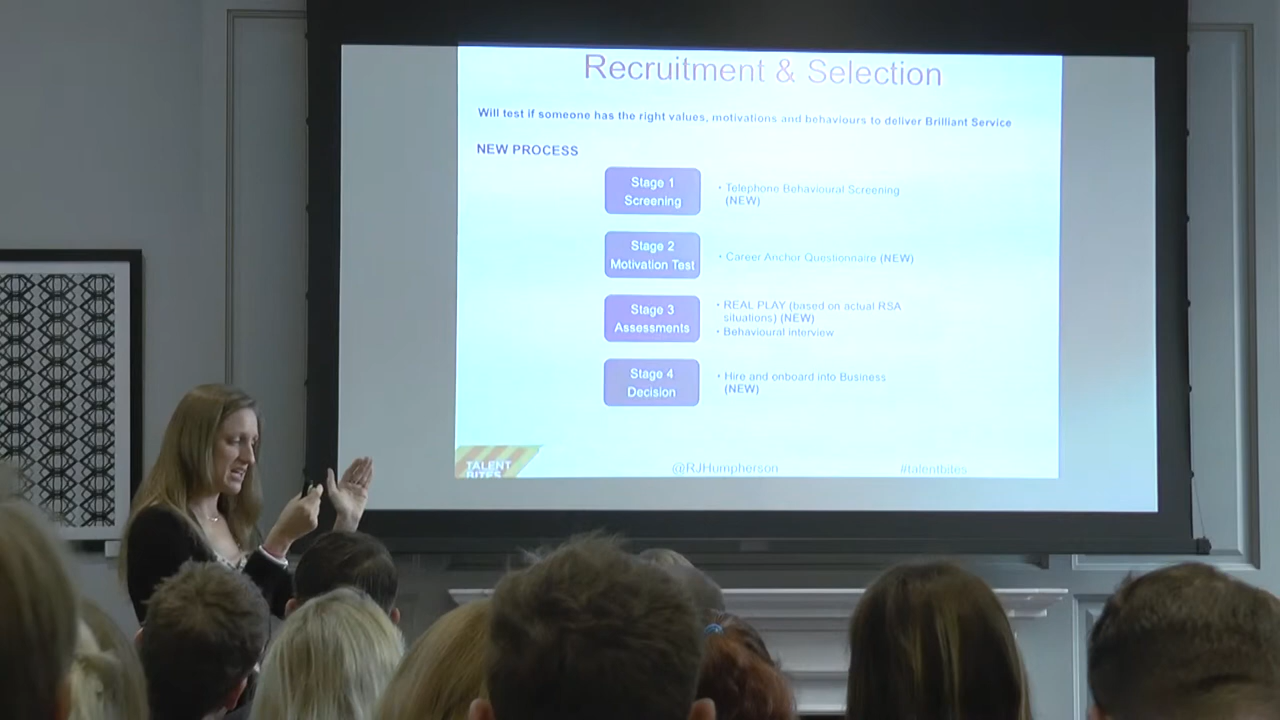 Recruitment & Selection
Will test if someone has the right values, motivations and behaviours to deliver Brilliant Service
NEW PROCESS
Stage 1
Screening
• Telephone Behavioural Screening
(NEW)
Stage 2
Motivation Test
• Career Anchor Questionnaire (NEW)
Stage 3
Assessments
• REAL PLAY (based on actual RSA
situations) (NEW)
• Behavioural interview
Stage 4
Decision
• Hire and onboard into Business
(NEW)
TALENT
BITES
@RJHumpherson
#talentbites